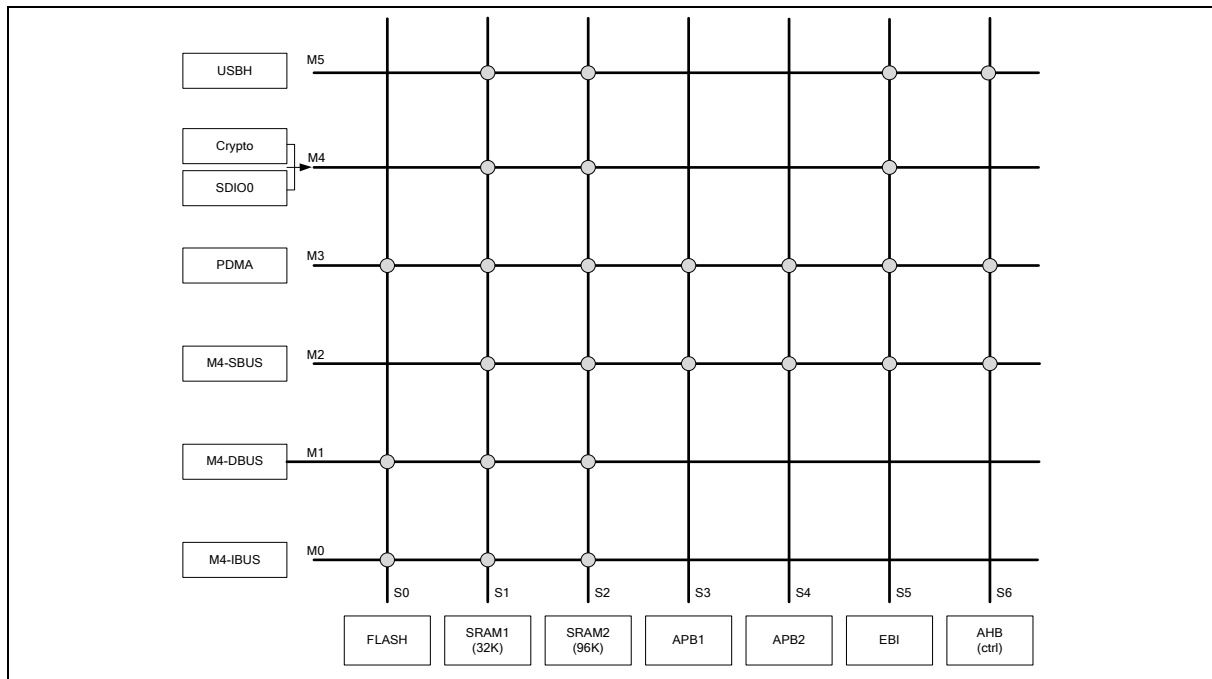 M5
USBH
Crypto
M4
SDIO0
M3
PDMA
M2
M4-SBUS
M1
M4-DBUS
M0
M4-IBUS
S0 S1 S2 S3 S4 S5 S6
FLASH
SRAM1
(32K)
SRAM2
(96K)
APB1
APB2
EBI
AHB
(ctrl)